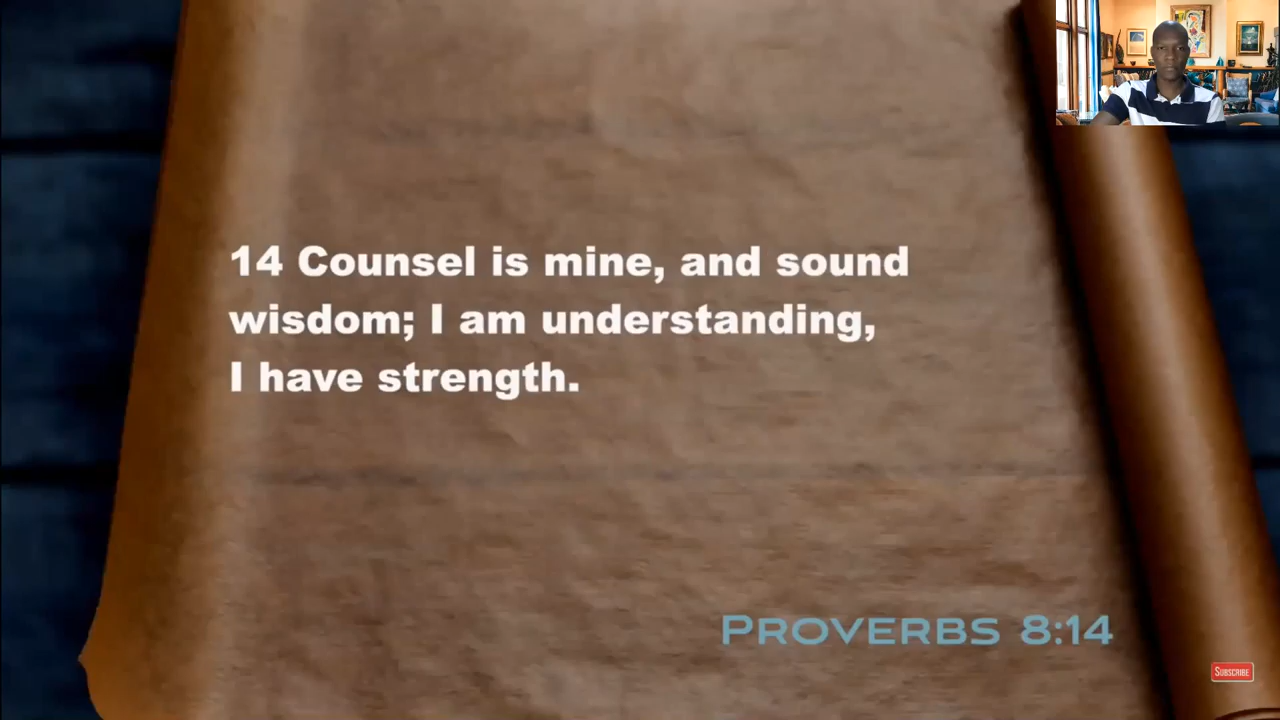 14 Counsel is mine, and sound
wisdom; I am understanding,
I have strength.
PROVERBS 8:14
SUBSCRIBE